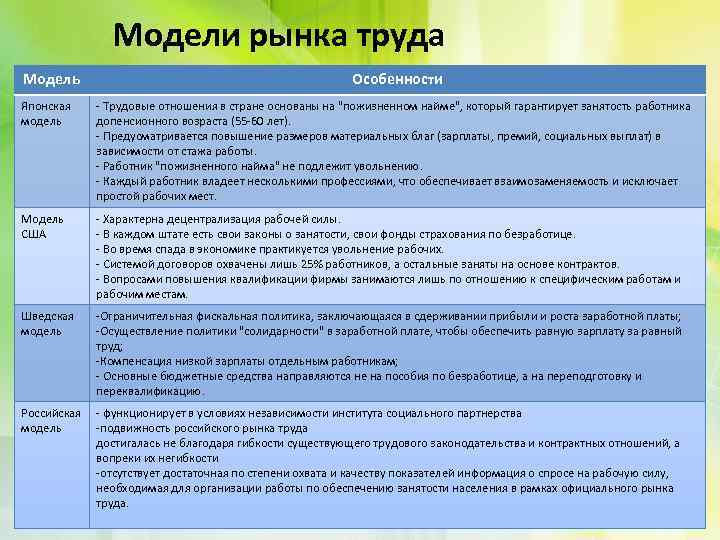 Модели рынка труда
Модель Особенности
Японская модель
- Трудовые отношения в стране основаны на "пожизненном найме", который гарантирует занятость работника
допенсионного возраста (55-60 лет).
- Предусматривается повышение размеров материальных благ (зарплаты, премий, социальных выплат) в
зависимости от стажа работы.
- Работник "пожизненного найма" не подлежит увольнению.
- Каждый работник владеет несколькими профессиями, что обеспечивает взаимозаменяемость и исключает
простой рабочих мест.
Модель США
- Характерна децентрализация рабочей силы.
- В каждом штате есть свои законы о занятости, свои фонды страхования по безработице.
- Во время спада в экономике практикуется увольнение рабочих.
- Системой договоров охвачены лишь 25% работников, а остальные заняты на основе контрактов.
- Вопросами повышения квалификации фирмы занимаются лишь по отношению к специфическим работам и
рабочим местам.
Шведская модель
-Ограничительная фискальная политика, заключающаяся в сдерживании прибыли и роста заработной платы;
-Осуществление политики "солидарности" в заработной плате, чтобы обеспечить равную зарплату за равный
труд;
-Компенсация низкой зарплаты отдельным работникам;
- Основные бюджетные средства направляются не на пособия по безработице, а на переподготовку и
переквалификацию.
Российская модель
- функционирует в условиях независимости института социального партнерства
-подвижность российского рынка труда
достигалась не благодаря гибкости существующего трудового законодательства и контрактных отношений, а
вопреки их негибкости
-отсутствует достаточная по степени охвата и качеству показателей информация о спросе на рабочую силу,
необходимая для организации работы по обеспечению занятости населения в рамках официального рынка
труда.